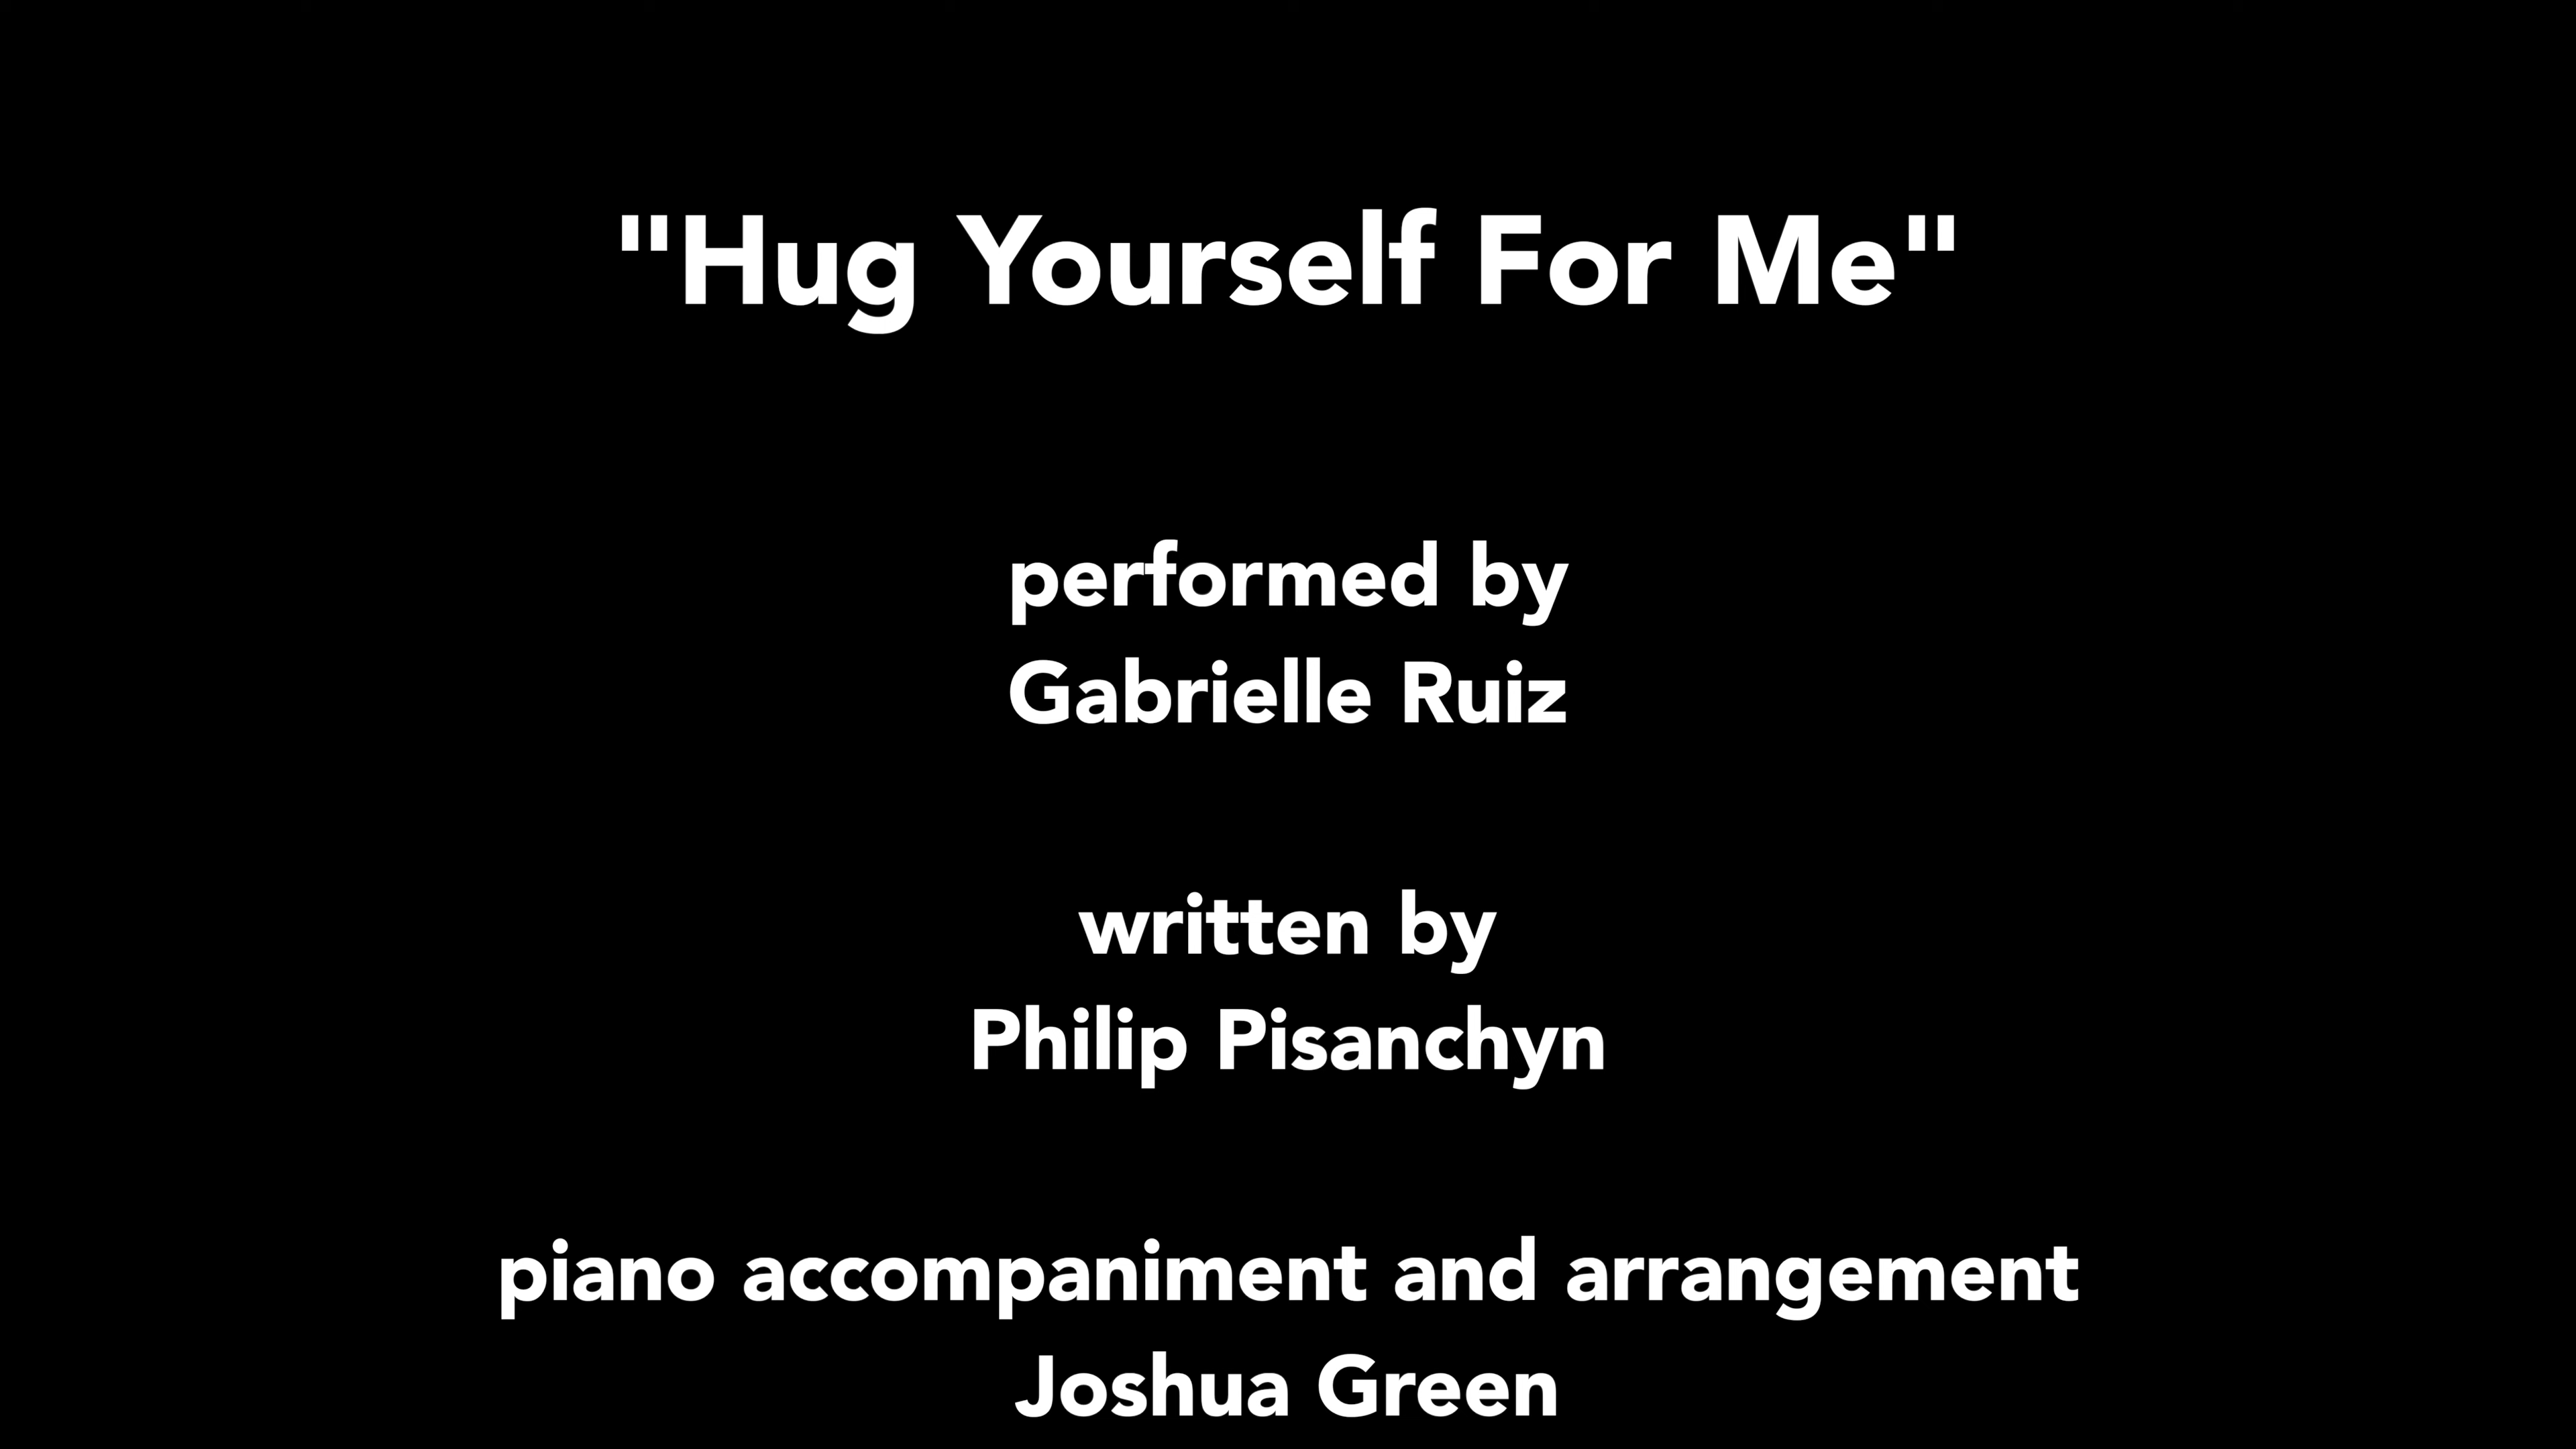 "Hug Yourself For Me"
performed by
Gabrielle Ruiz
written by
Philip Pisanchyn
piano accompaniment and arrangement
Joshua Green